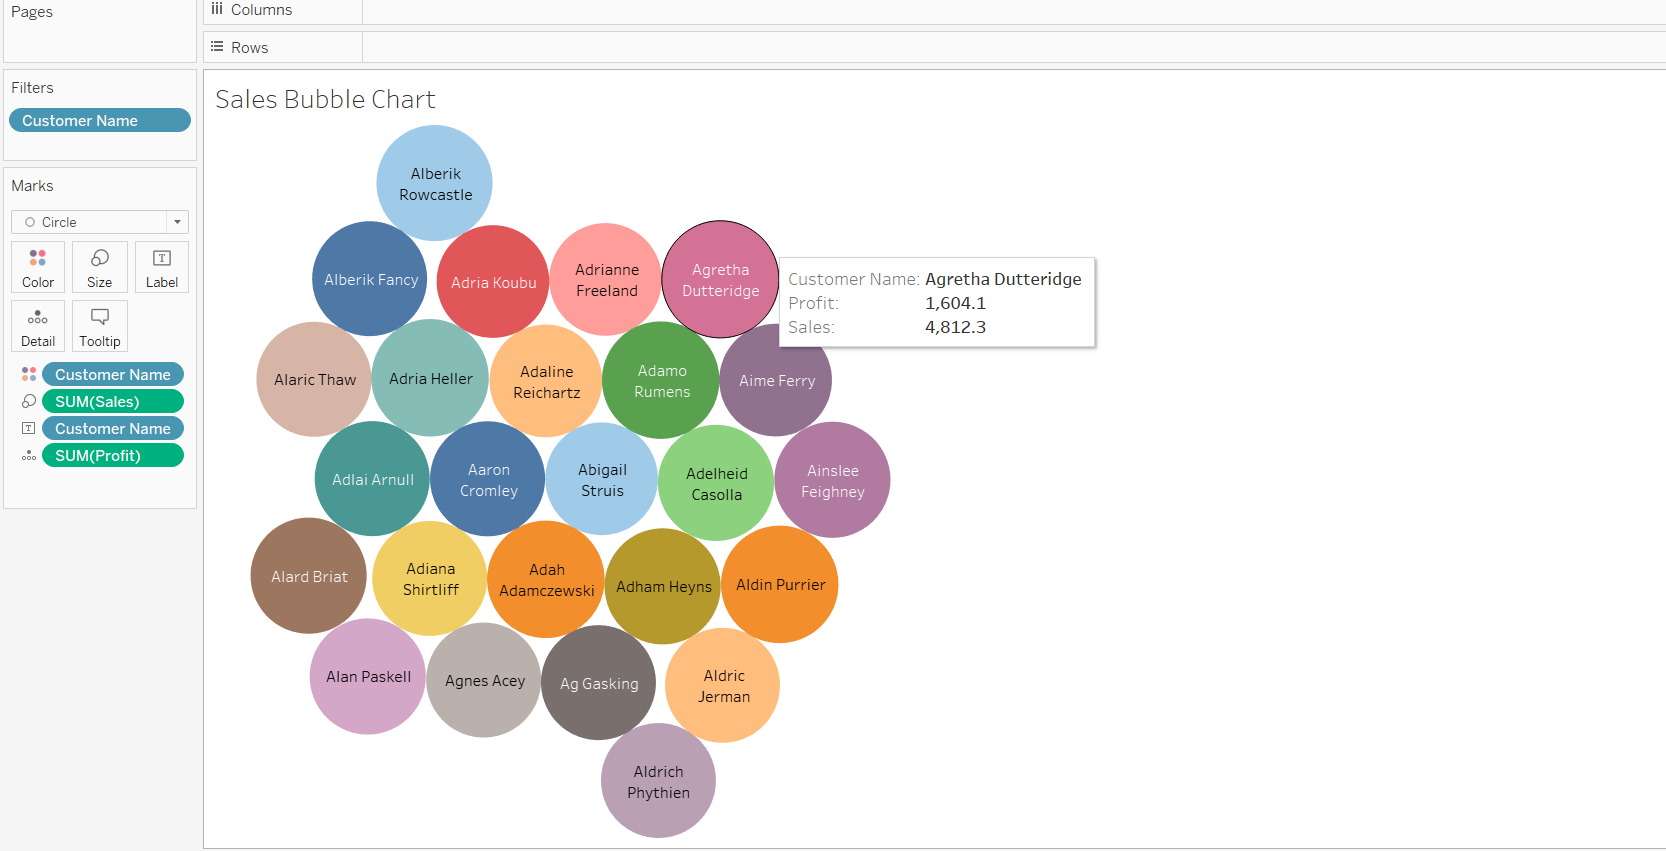 Pages
Columns
Rows
Filters
Customer Name
Marks
Circle
Color
Size
T
Label
Detail
Tooltip
Customer Name
SUM(Sales)
T
Customer Name
SUM(Profit)
Sales Bubble Chart
Alberik
Rowcastle
Alberik Fancy
Adria Koubu
Adrianne
Freeland
Agretha
Dutteridge
Customer Name: Agretha Dutteridge
Profit: 1,604.1
Sales: 4,812.3
Alaric Thaw
Adria Heller
Adaline
Reichartz
Adamo
Rumens
Aime Ferry
Adlai Arnull
Aaron
Cromley
Abigail
Struis
Adelheid
Casolla
Ainslee
Feighney
Alard Briat
Adiana
Shirtliff
Adah
Adamczewski
Adham Heyns
Aldin Purrier
Alan Paskell
Agnes Acey
Ag Gasking
Aldric
Jerman
Aldrich
Phythien